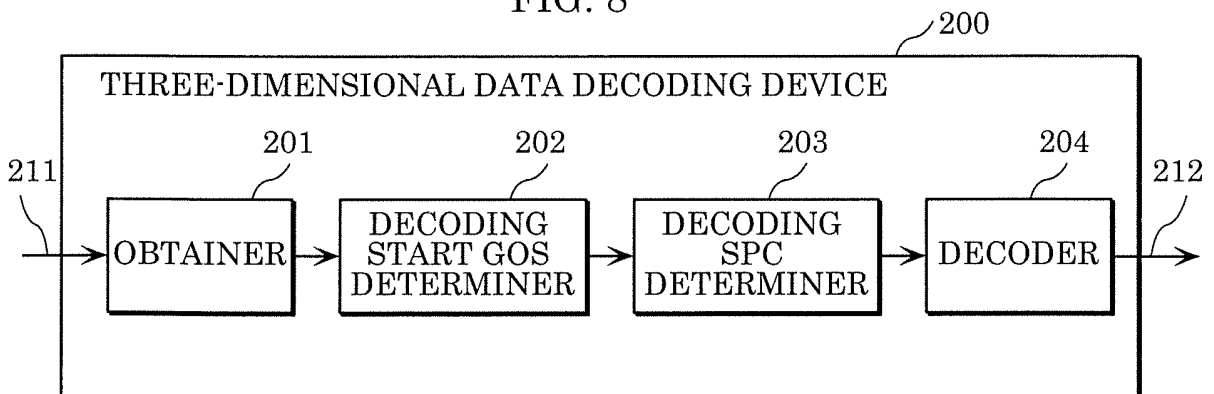 FIG. 8
200
THREE-DIMENSIONAL DATA DECODING DEVICE
201
202
203
204
211
212
OBTAINER
DECODING
START GOS
DETERMINER
DECODING
SPC
DETERMINER
DECODER